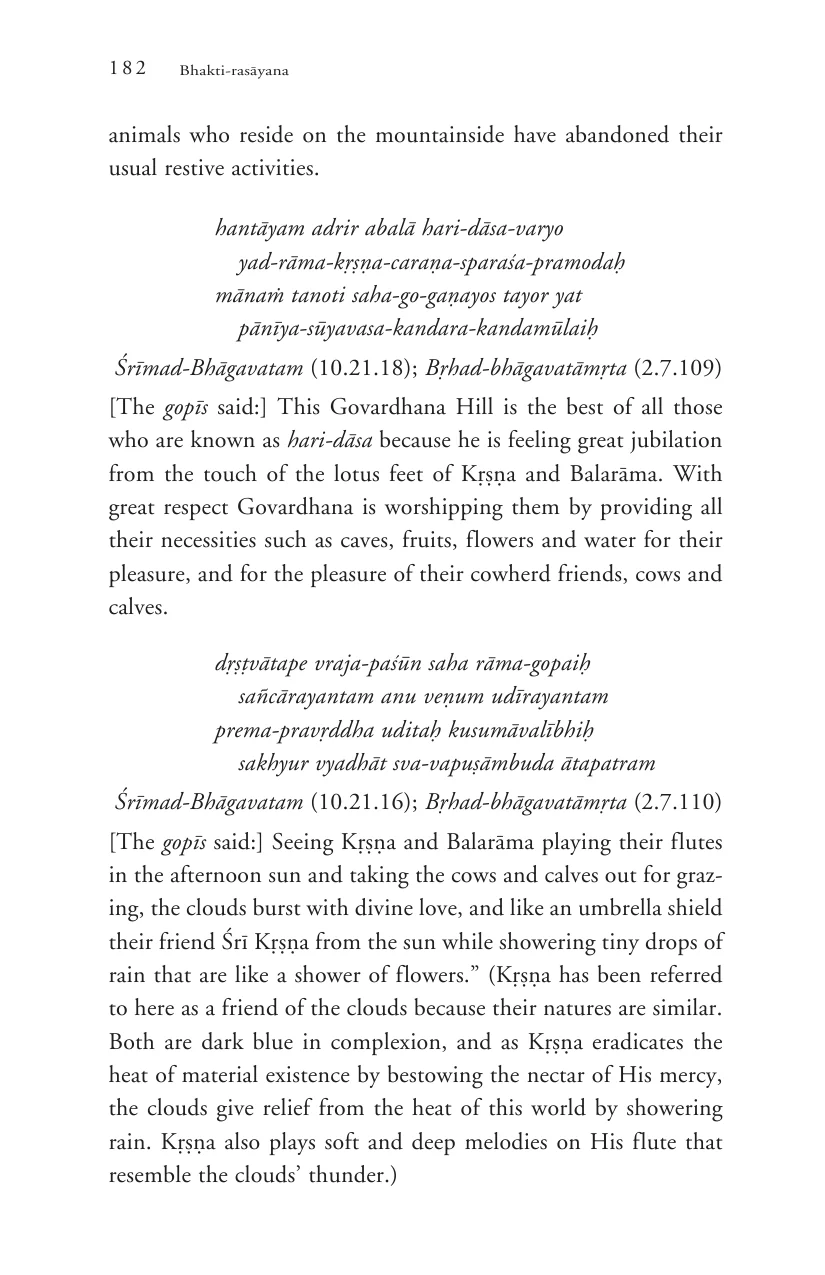 182 Bhakti-rasāyana
animals who reside on the mountainside have abandoned their
usual restive activities.
hantāyam adrir abalā hari-dāsa-varyo
yad-rāma-kṛṣṇa-caraṇa-sparaśa-pramodaḥ
mānaṁ tanoti saha-go-gaṇayos tayor yat
pānīya-sūyavasa-kandara-kandamūlaiḥ
Śrīmad-Bhāgavatam (10.21.18); Bṛhad-bhāgavatāmṛta (2.7.109)
[The gopīs said:] This Govardhana Hill is the best of all those
who are known as hari-dāsa because he is feeling great jubilation
from the touch of the lotus feet of Kṛṣṇa and Balarāma. With
great respect Govardhana is worshipping them by providing all
their necessities such as caves, fruits, flowers and water for their
pleasure, and for the pleasure of their cowherd friends, cows and
calves.
dṛṣṭvātape vraja-paśūn saha rāma-gopaiḥ
sañcārayantam anu veṇum udīrayantam
prema-pravṛddha uditaḥ kusumāvalībhiḥ
sakhyur vyadhāt sva-vapuṣāmbuda ātapatram
Śrīmad-Bhāgavatam (10.21.16); Bṛhad-bhāgavatāmṛta (2.7.110)
[The gopīs said:] Seeing Kṛṣṇa and Balarāma playing their flutes
in the afternoon sun and taking the cows and calves out for graz-
ing, the clouds burst with divine love, and like an umbrella shield
their friend Śrī Kṛṣṇa from the sun while showering tiny drops of
rain that are like a shower of flowers.” (Kṛṣṇa has been referred
to here as a friend of the clouds because their natures are similar.
Both are dark blue in complexion, and as Kṛṣṇa eradicates the
heat of material existence by bestowing the nectar of His mercy,
the clouds give relief from the heat of this world by showering
rain. Kṛṣṇa also plays soft and deep melodies on His flute that
resemble the clouds’ thunder.)